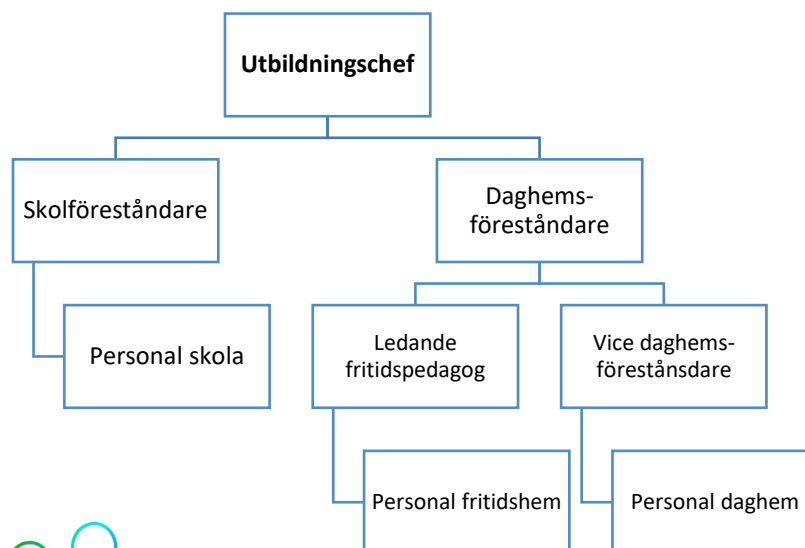 Utbildningschef
Skolföreståndare
Daghems-
föreståndare
Personal skola
Ledande
fritidspedagog
Vice daghems-
förestånsdare
Personal fritidshem
Personal daghem